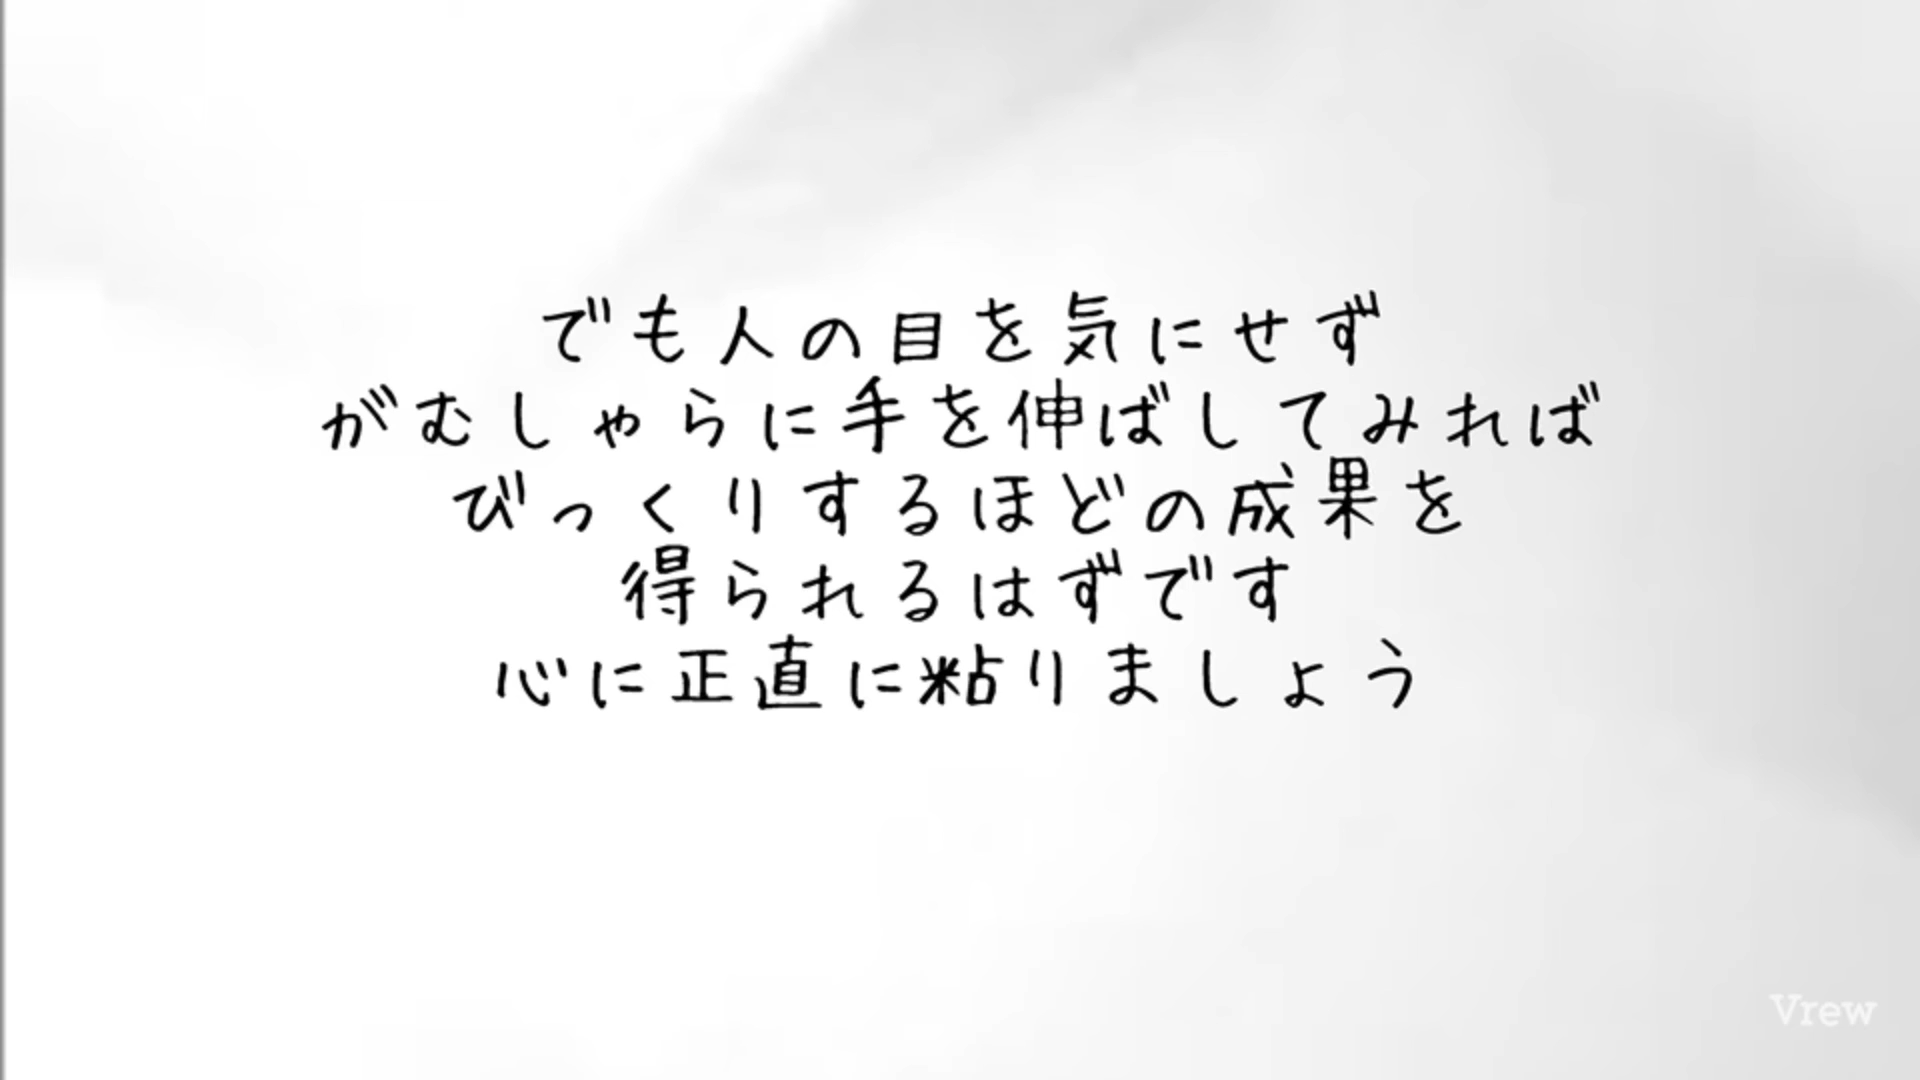 でも人の目を気にせず
がむしゃらに手を伸ばしてみれば
びっくりするほどの成果を
得られるはずです
心に正直に粘りましょう
Vrew